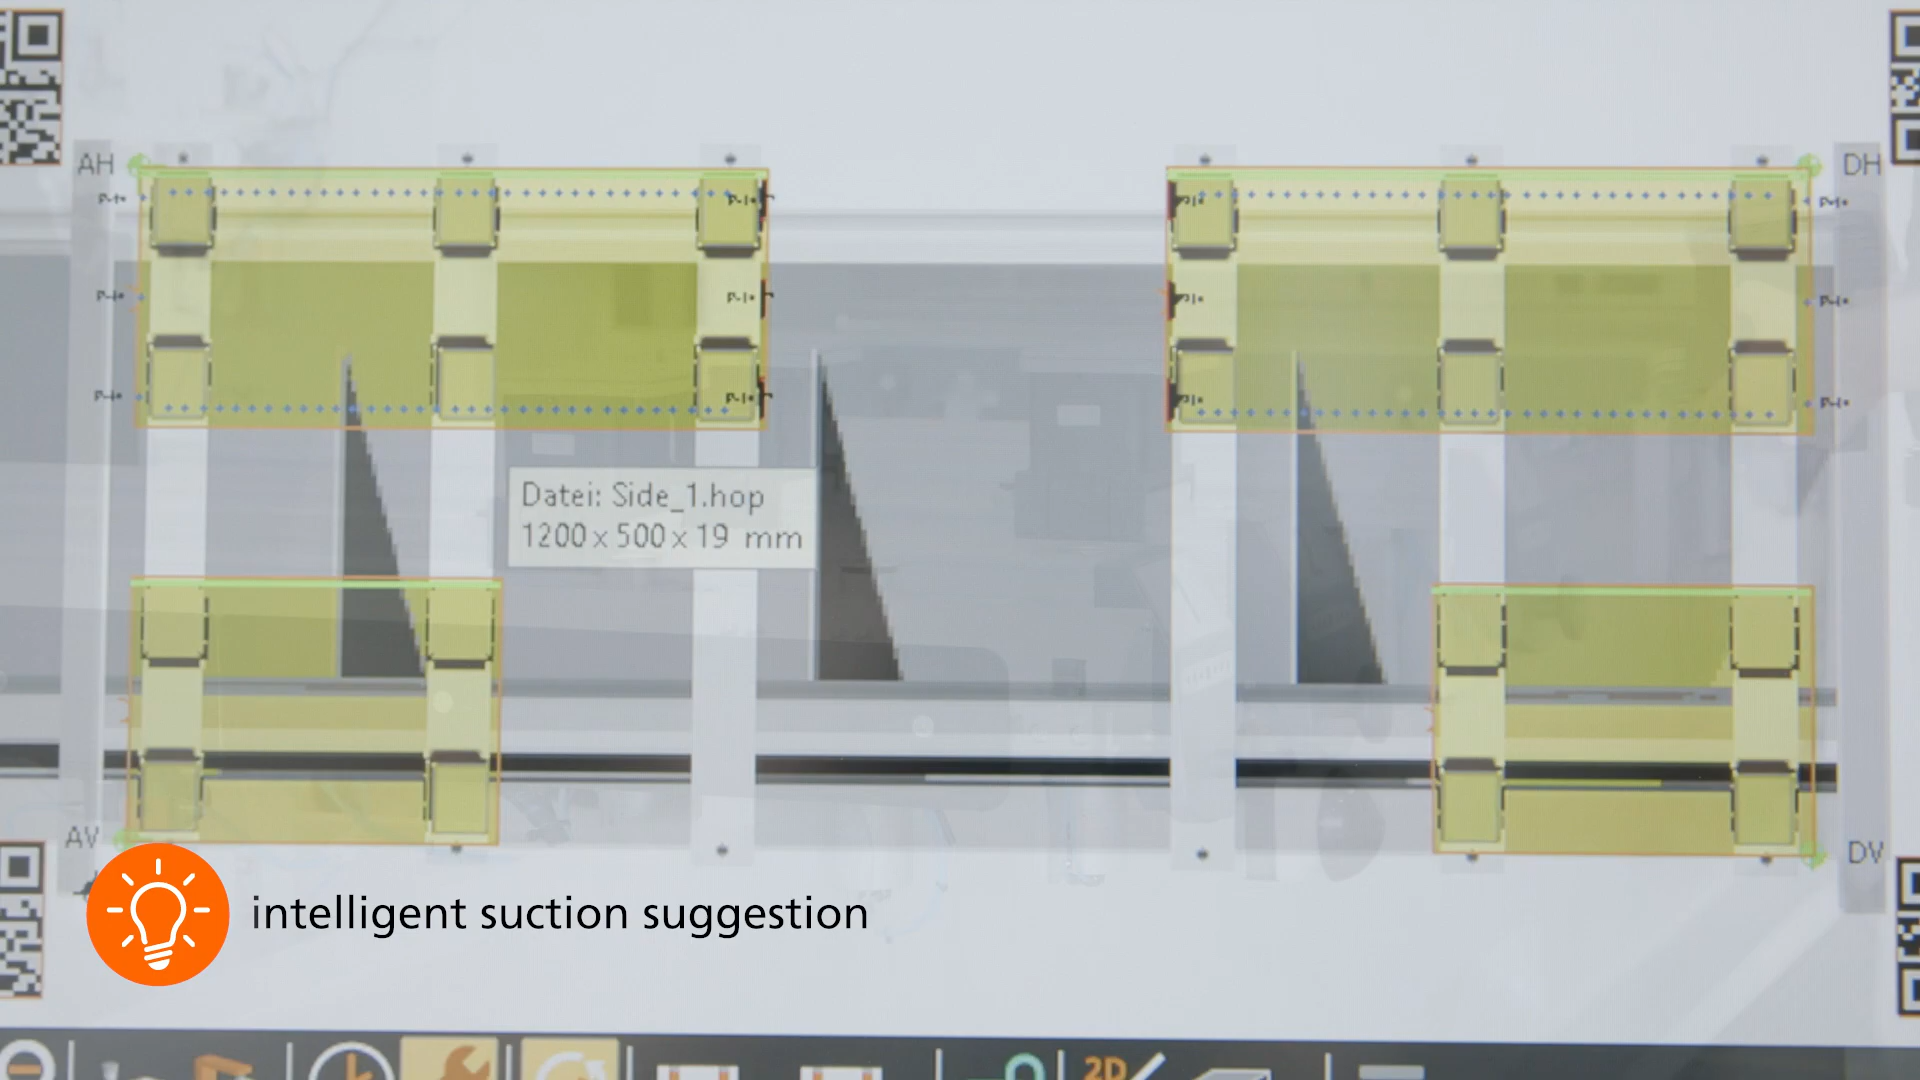 AH
DH
Datei: Side_1.hop
1200 x 500 x 19 mm
AV
DV
intelligent suction suggestion
2D